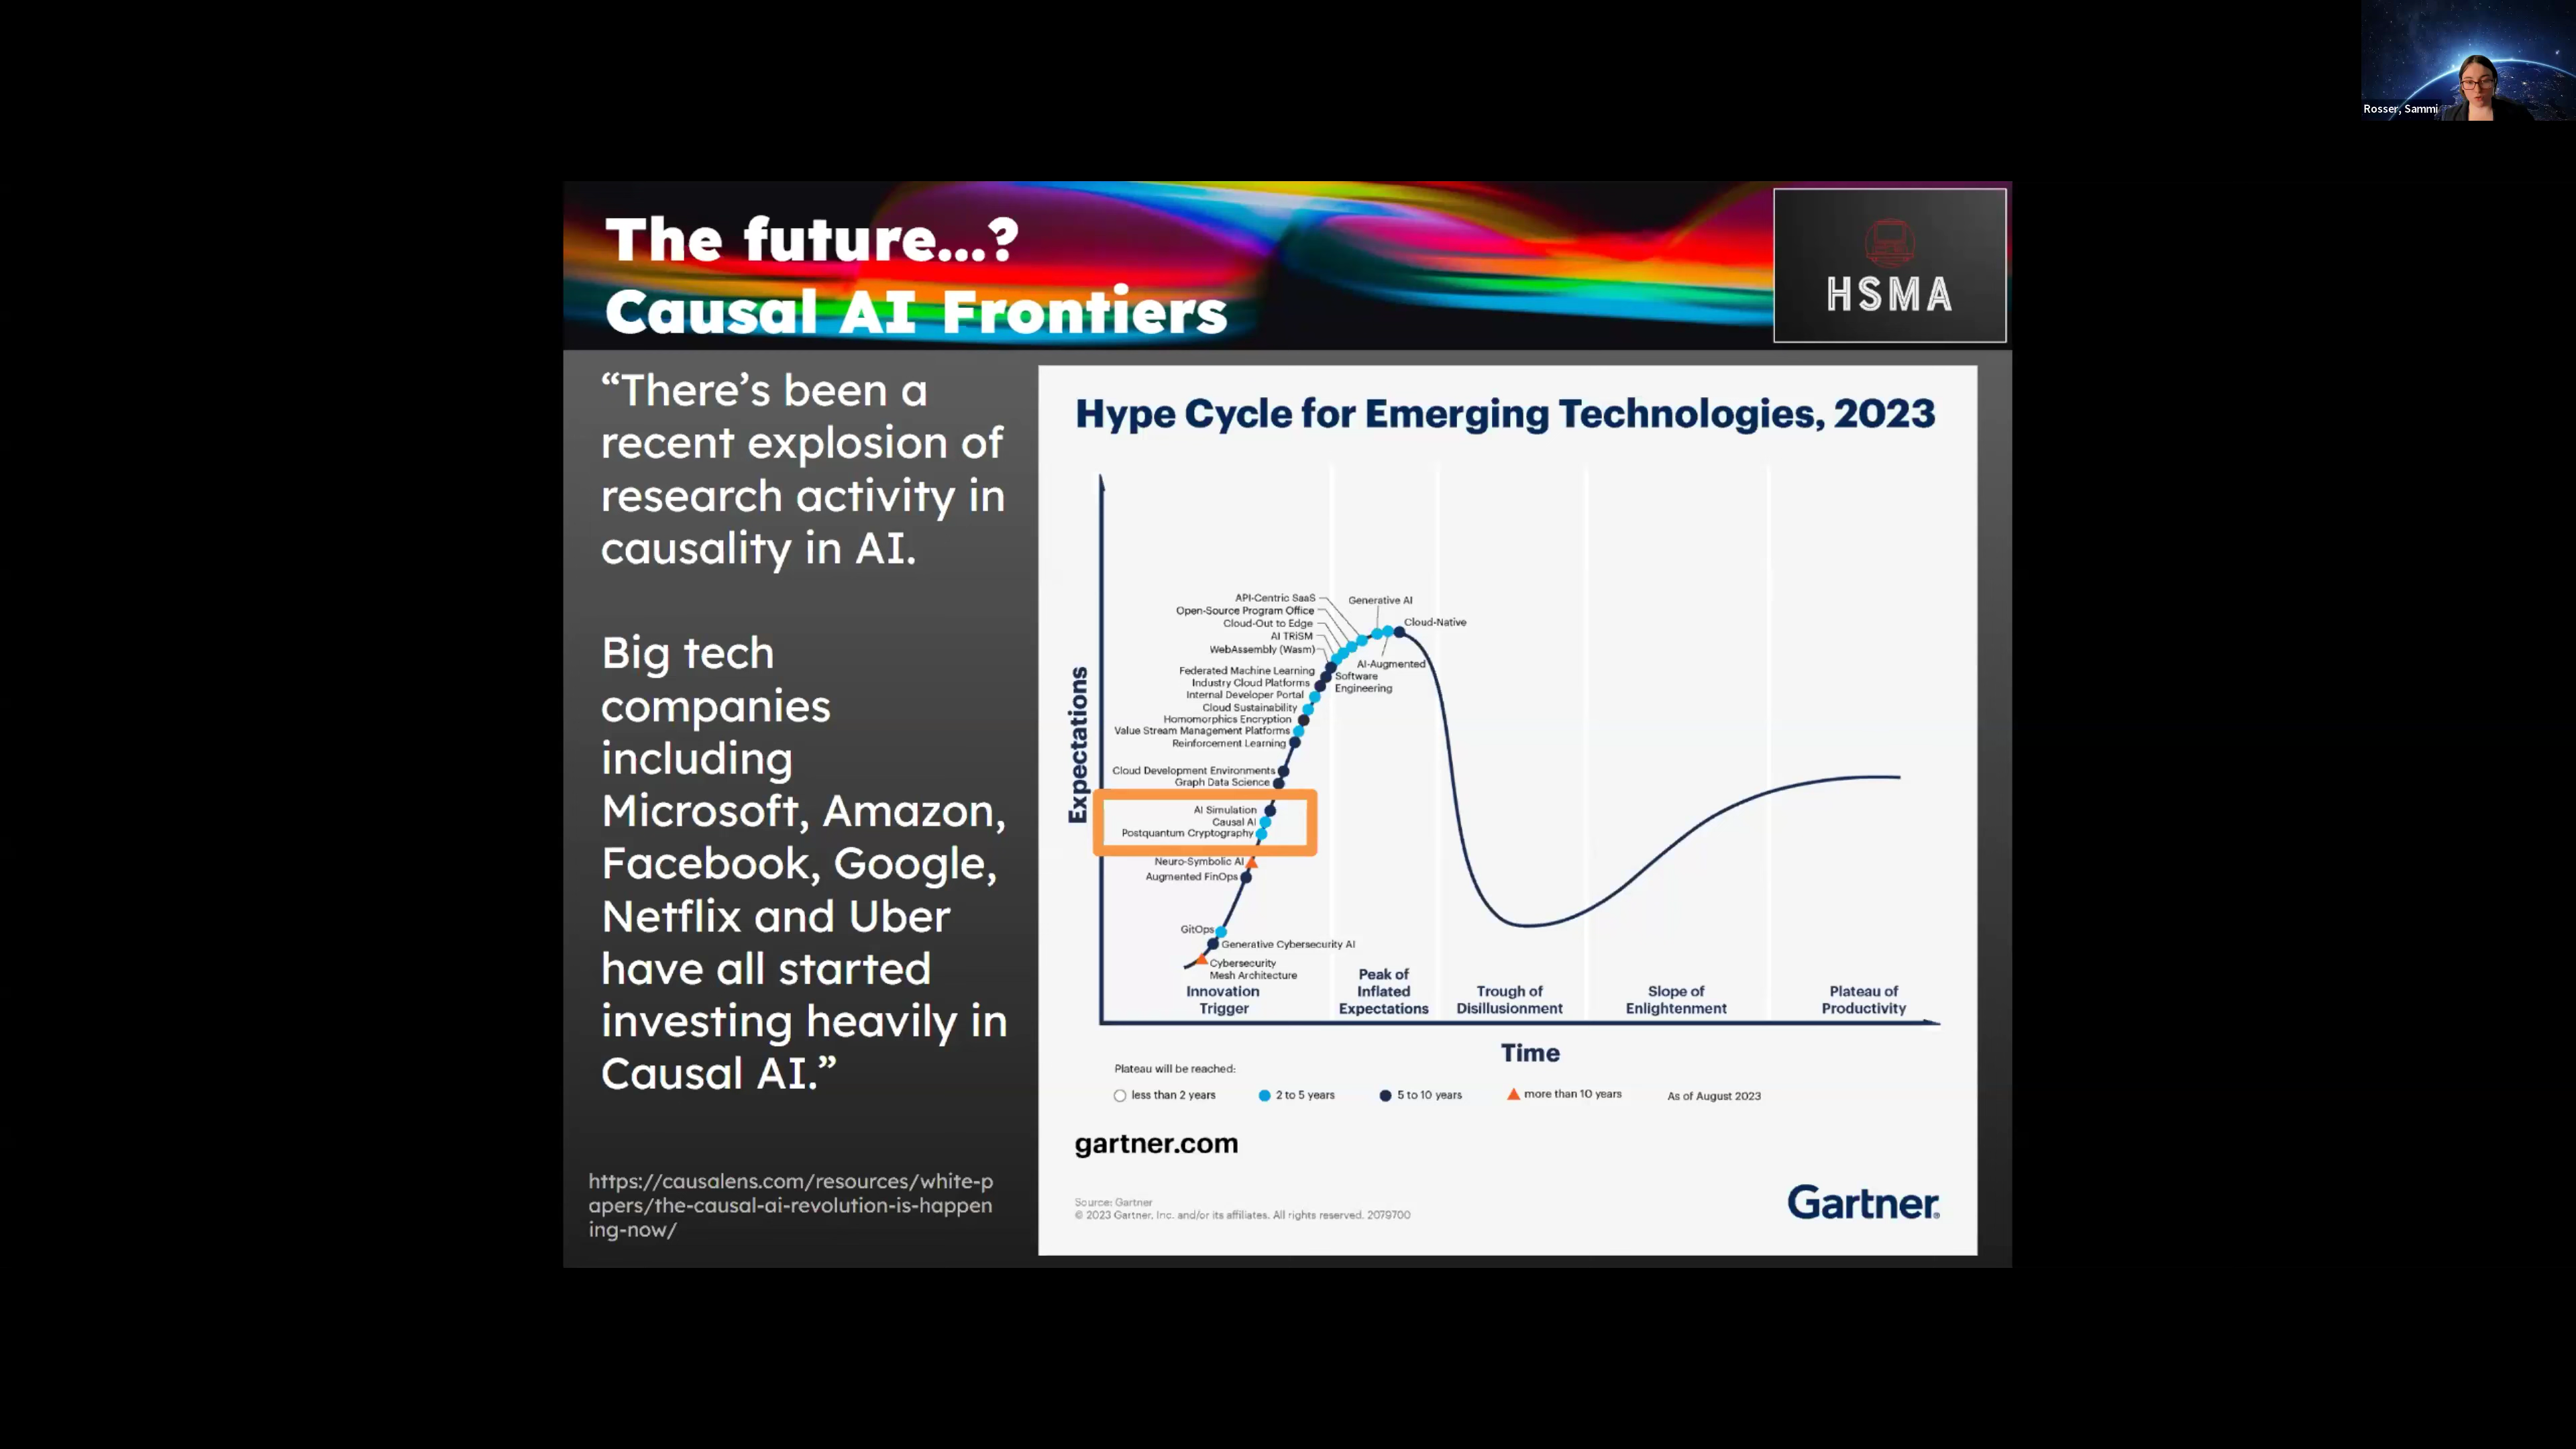 Rosser, Sammi
The future...?
Causal AI Frontiers
HSMA
“There’s been a
recent explosion of
research activity in
causality in AI.
Big tech
companies
including
Microsoft, Amazon,
Facebook, Google,
Netflix and Uber
have all started
investing heavily in
Causal AI.”
https://causalens.com/resources/white-p
apers/the-causal-ai-revolution-is-happen
ing-now/
Hype Cycle for Emerging Technologies, 2023
Expectations
API-Centric SaaS
Open-Source Program Office
Cloud-Out to Edge
AI TRiSM
WebAssembly (Wasm)
Federated Machine Learning
Industry Cloud Platforms
Internal Developer Portal
Cloud Sustainability
Homomorphics Encryption
Value Stream Management Platforms
Reinforcement Learning
Cloud Development Environments
Graph Data Science
AI Simulation
Causal AI
Postquantum Cryptography
Neuro-Symbolic AI
Augmented FinOps
GitOps
Generative Cybersecurity AI
Cybersecurity
Mesh Architecture
Generative AI
Cloud-Native
AI-Augmented
Software
Engineering
Innovation
Trigger
Peak of
Inflated
Expectations
Trough of
Disillusionment
Slope of
Enlightenment
Plateau of
Productivity
Time
Plateau will be reached:
less than 2 years
2 to 5 years
5 to 10 years
more than 10 years
As of August 2023
gartner.com
Source: Gartner
© 2023 Gartner, Inc. and/or its affiliates. All rights reserved. 2079700
Gartner®